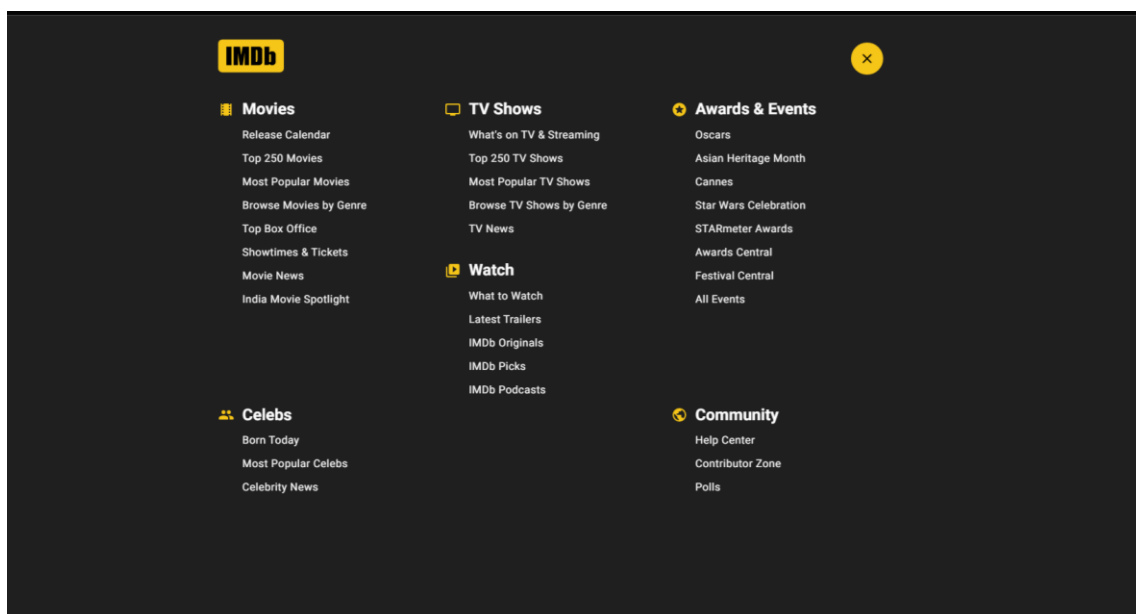 IMDb
Movies
Release Calendar
Top 250 Movies
Most Popular Movies
Browse Movies by Genre
Top Box Office
Showtimes & Tickets
Movie News
India Movie Spotlight
TV Shows
What's on TV & Streaming
Top 250 TV Shows
Most Popular TV Shows
Browse TV Shows by Genre
TV News
Watch
What to Watch
Latest Trailers
IMDb Originals
IMDb Picks
IMDb Podcasts
Awards & Events
Oscars
Asian Heritage Month
Cannes
Star Wars Celebration
STARmeter Awards
Awards Central
Festival Central
All Events
Celebs
Born Today
Most Popular Celebs
Celebrity News
Community
Help Center
Contributor Zone
Polls